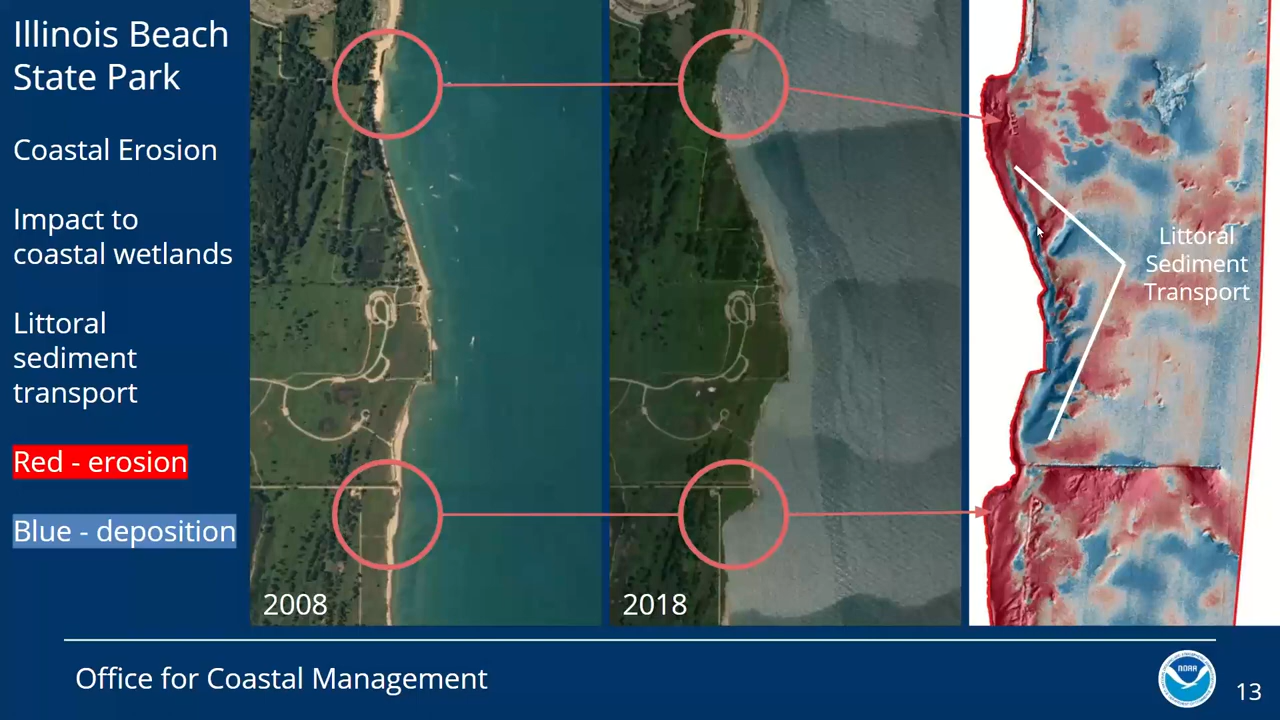 Illinois Beach
State Park
Coastal Erosion
Impact to
coastal wetlands
Littoral
sediment
transport
Red - erosion
Blue - deposition
2008
2018
Littoral
Sediment
Transport
Office for Coastal Management
NOAA
13